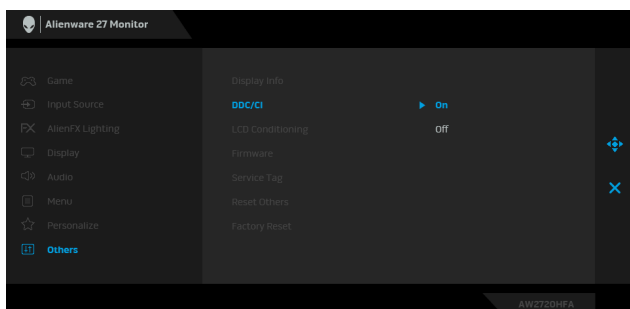 Alienware 27 Monitor
Game
Display Info
Input Source
DDC/CI
On
AlienFX Lighting
LCD Conditioning
Off
Display
Firmware
Audio
Service Tag
Menu
Reset Others
Personalize
Factory Reset
Others
AW2720HFA